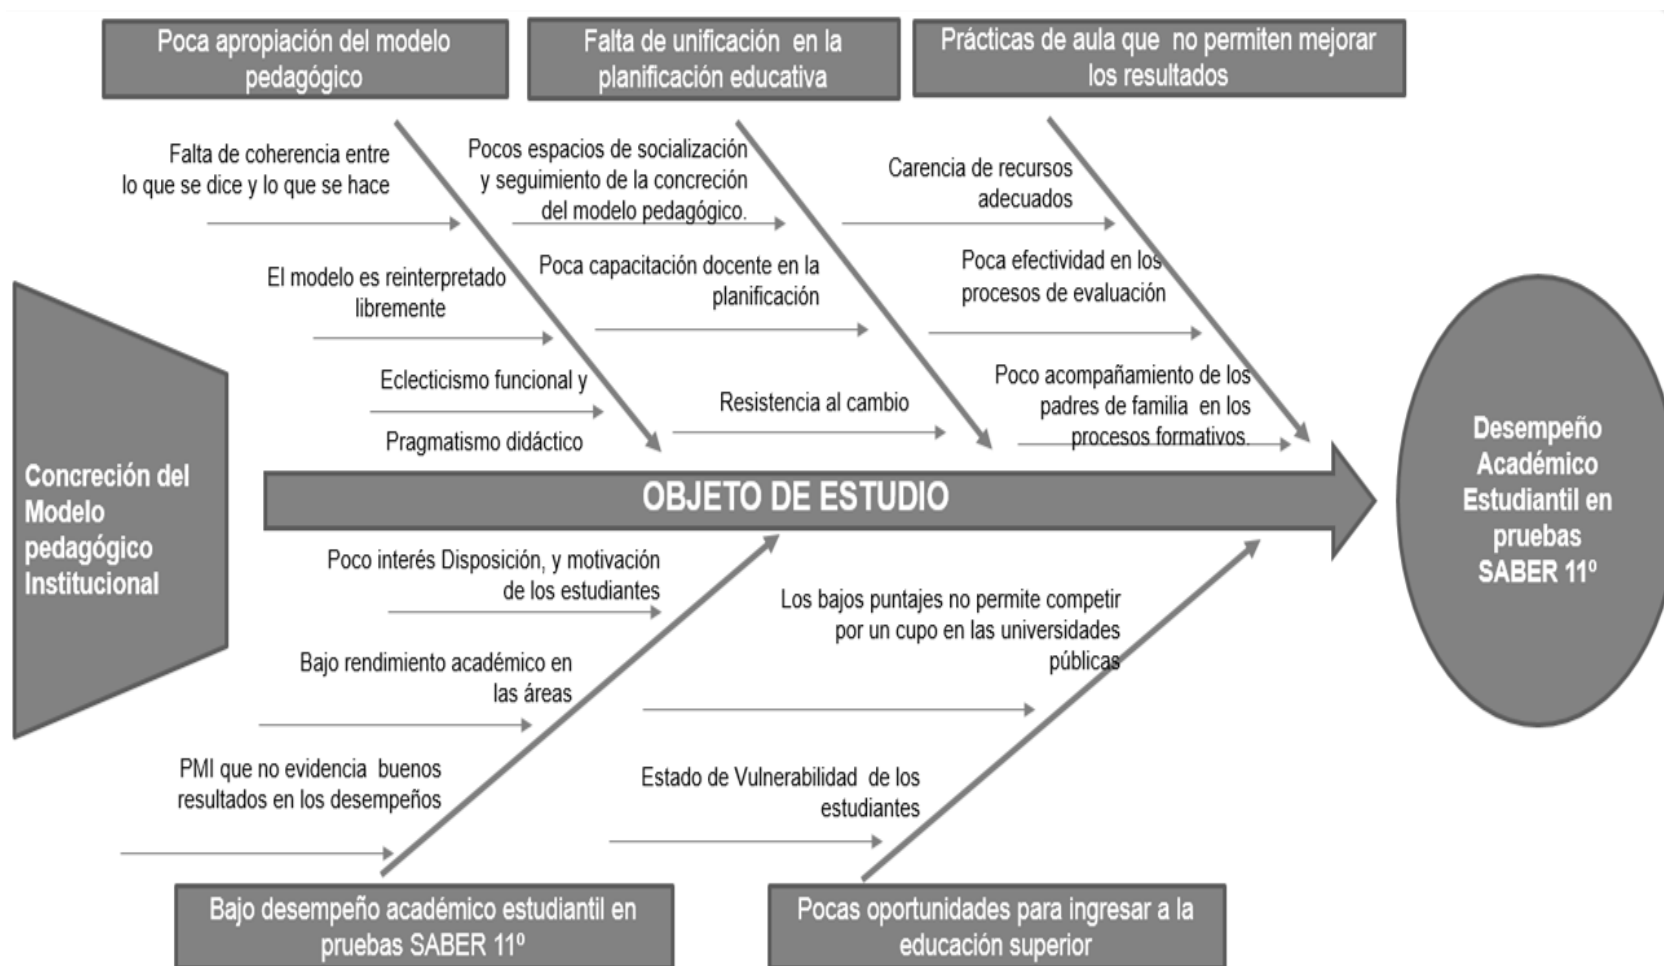 Poca apropiación del modelo
pedagógico
Falta de unificación en la
planificación educativa
Prácticas de aula que no permiten mejorar
los resultados
Falta de coherencia entre
lo que se dice y lo que se hace
El modelo es reinterpretado
libremente
Eclecticismo funcional y
Pragmatismo didáctico
Pocos espacios de socialización
y seguimiento de la concreción
del modelo pedagógico.
Poca capacitación docente en la
planificación
Resistencia al cambio
Carencia de recursos
adecuados
Poca efectividad en los
procesos de evaluación
Poco acompañamiento de los
padres de familia en los
procesos formativos.
Concreción del
Modelo
pedagógico
Institucional
OBJETO DE ESTUDIO
Desempeño
Académico
Estudiantil en
pruebas
SABER 11º
Poco interés Disposición, y motivación
de los estudiantes
Bajo rendimiento académico en
las áreas
PMI que no evidencia buenos
resultados en los desempeños
Los bajos puntajes no permite competir
por un cupo en las universidades
públicas
Estado de Vulnerabilidad de los
estudiantes
Bajo desempeño académico estudiantil en
pruebas SABER 11º
Pocas oportunidades para ingresar a la
educación superior